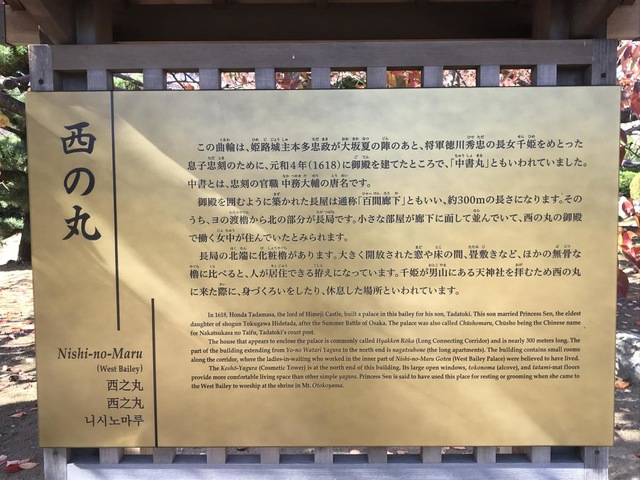 西の丸
Nishi-no-Maru
(West Bailey)
西之丸
西之丸
니시노마루
この曲輪は、姫路城主本多忠政が大坂夏の陣のあと、将軍徳川秀忠の長女千姫をめとった
息子忠刻のために、元和4年(1618)に御殿を建てたところで、「中書丸」ともいわれていました。
中書とは、忠刻の官職 中務大輔の唐名です。
御殿を囲むように築かれた長屋は通称「百間廊下」ともいい、約300mの長さになります。その
うち、ヨの渡櫓から北の部分が長局です。小さな部屋が廊下に面して並んでいて、西の丸の御殿
で働く女中が住んでいたとみられます。
長局の北端に化粧櫓があります。大きく開放された窓や床の間、畳敷きなど、ほかの無骨な
櫓に比べると、人が居住できる拵えになっています。千姫が男山にある天神社を拝むため西の丸
に来た際に、身づくろいをしたり、休息した場所といわれています。
In 1618, Honda Tadamasa, the lord of Himeji Castle, built a palace in this bailey for his son, Tadatoki. This son married Princess Sen, the eldest
daughter of shogun Tokugawa Hidetada, after the Summer Battle of Osaka. The palace was also called Chūshomaru, Chūsho being the Chinese name
for Nakatsukasa no Taifu, Tadatoki's court post.
The house that appears to enclose the palace is commonly called Hyakken Rōka (Long Connecting Corridor) and is nearly 300 meters long. The
part of the building extending from Yo-no Watari Yagura to the north end is nagatsubone (the long apartments). The building contains small rooms
along the corridor, where the ladies-in-waiting who worked in the inner part of Nishi-no-Maru Goten (West Bailey Palace) were believed to have lived.
The Keshō-Yagura (Cosmetic Tower) is at the north end of this building. Its large open windows, tokonoma (alcove), and tatami-mat floors
provide more comfortable living space than other simple yagura. Princess Sen is said to have used this place for resting or grooming when she came to
the West Bailey to worship at the shrine in Mt. Otokoyama.